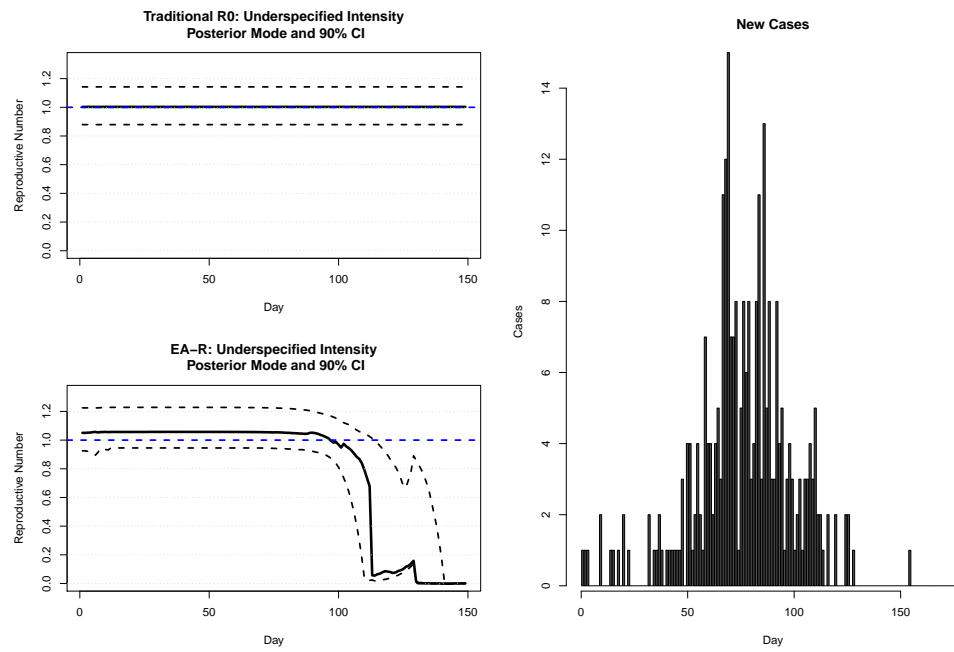 Traditional R0: Underspecified Intensity
Posterior Mode and 90% CI
Reproductive Number
0.0 0.2 0.4 0.6 0.8 1.0 1.2
0 50 100 150
Day
EA−R: Underspecified Intensity
Posterior Mode and 90% CI
Reproductive Number
0.0 0.2 0.4 0.6 0.8 1.0 1.2
0 50 100 150
Day
New Cases
Cases
0 2 4 6 8 10 12 14
0 50 100 150
Day